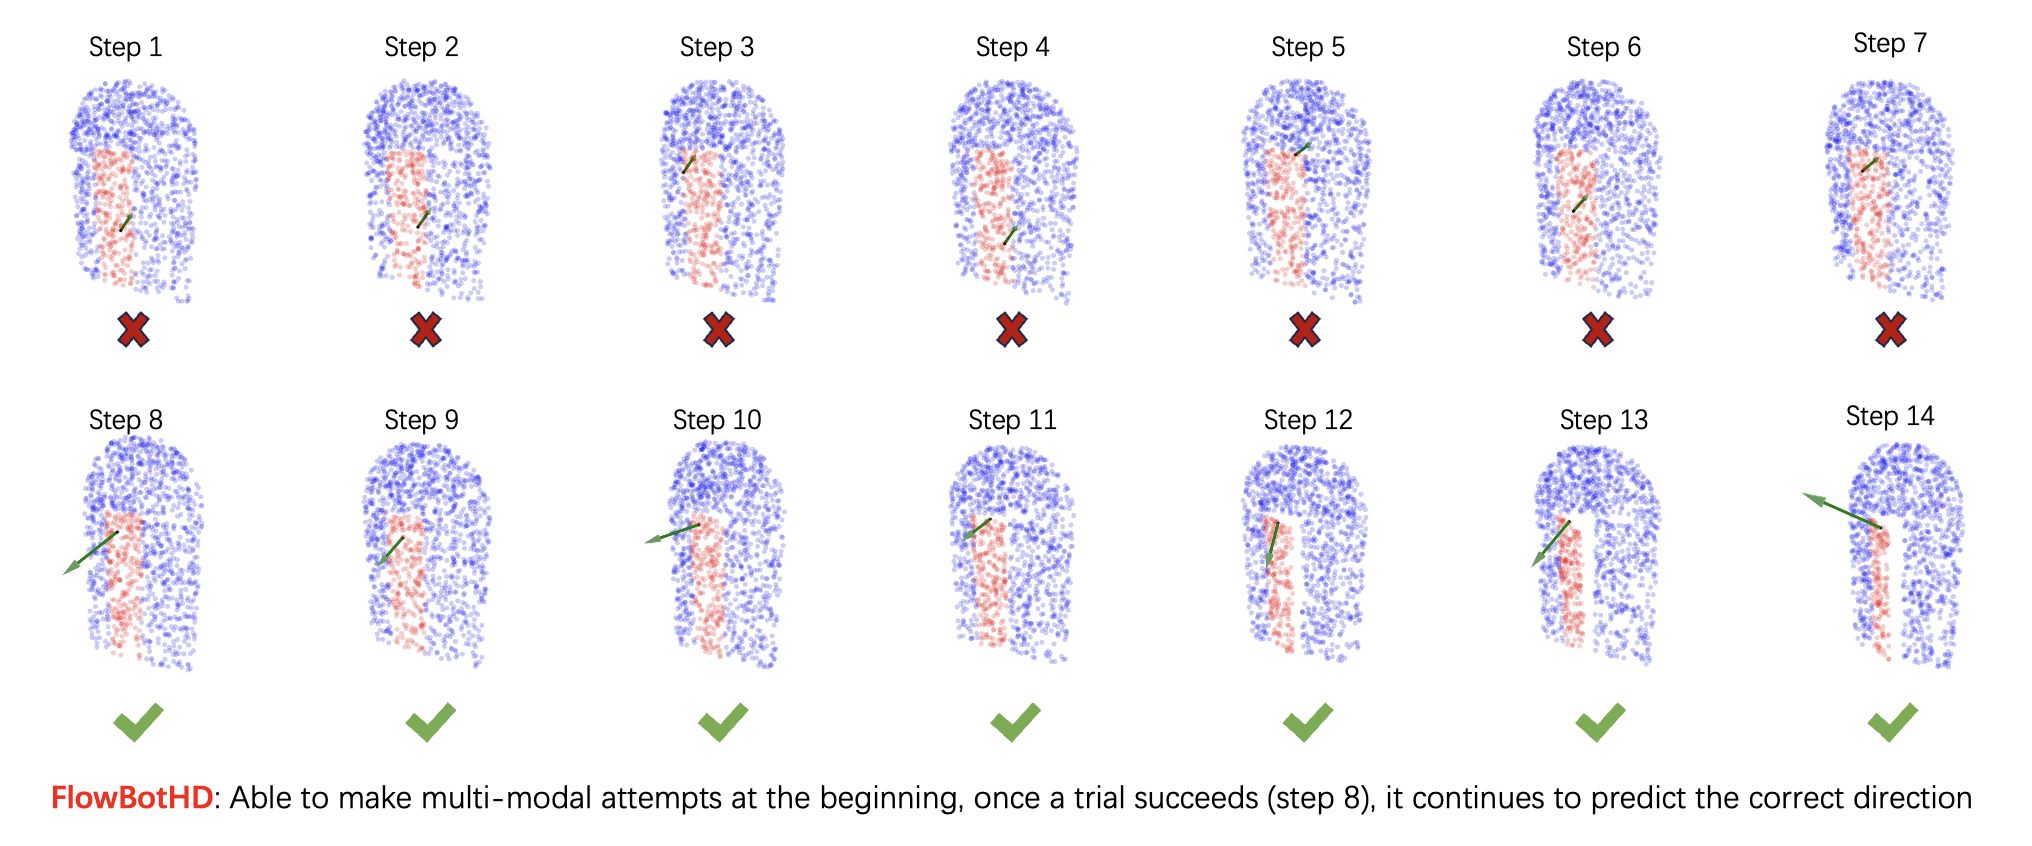 Step 1 Step 2 Step 3 Step 4 Step 5 Step 6 Step 7
Step 8 Step 9 Step 10 Step 11 Step 12 Step 13 Step 14
FlowBotHD: Able to make multi-modal attempts at the beginning, once a trial succeeds (step 8), it continues to predict the correct direction